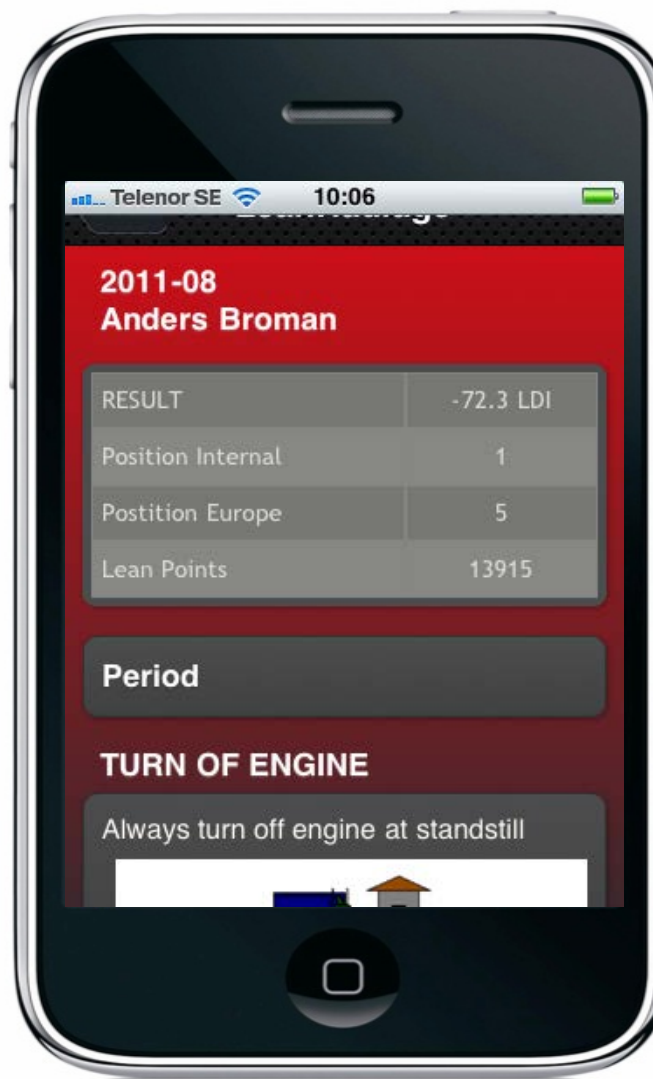 Telenor SE 10:06
2011-08
Anders Broman
RESULT -72.3 LDI
Position Internal 1
Postition Europe 5
Lean Points 13915
Period
TURN OF ENGINE
Always turn off engine at standstill